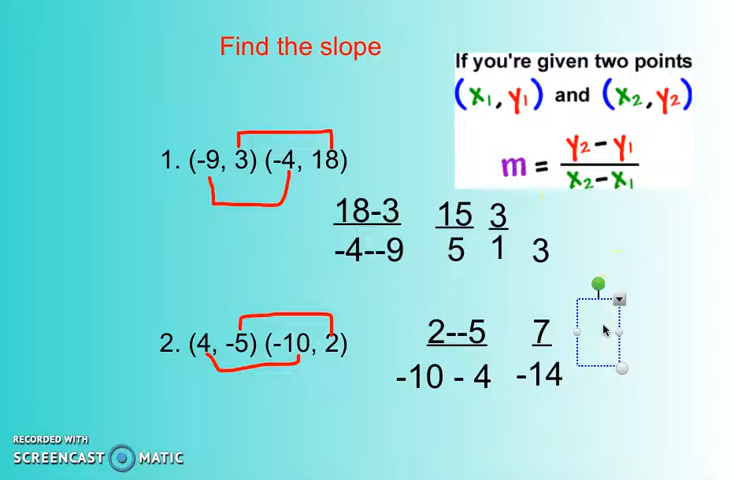 Find the slope
If you're given two points
(x₁, y₁) and (x₂, y₂)
m = y₂ - y₁
x₂ - x₁
1. (-9, 3) (-4, 18)
18-3 15 3
-4--9 5 1 3
2. (4, -5) (-10, 2)
2--5 7
-10 - 4 -14
RECORDED WITH
SCREENCAST MATIC